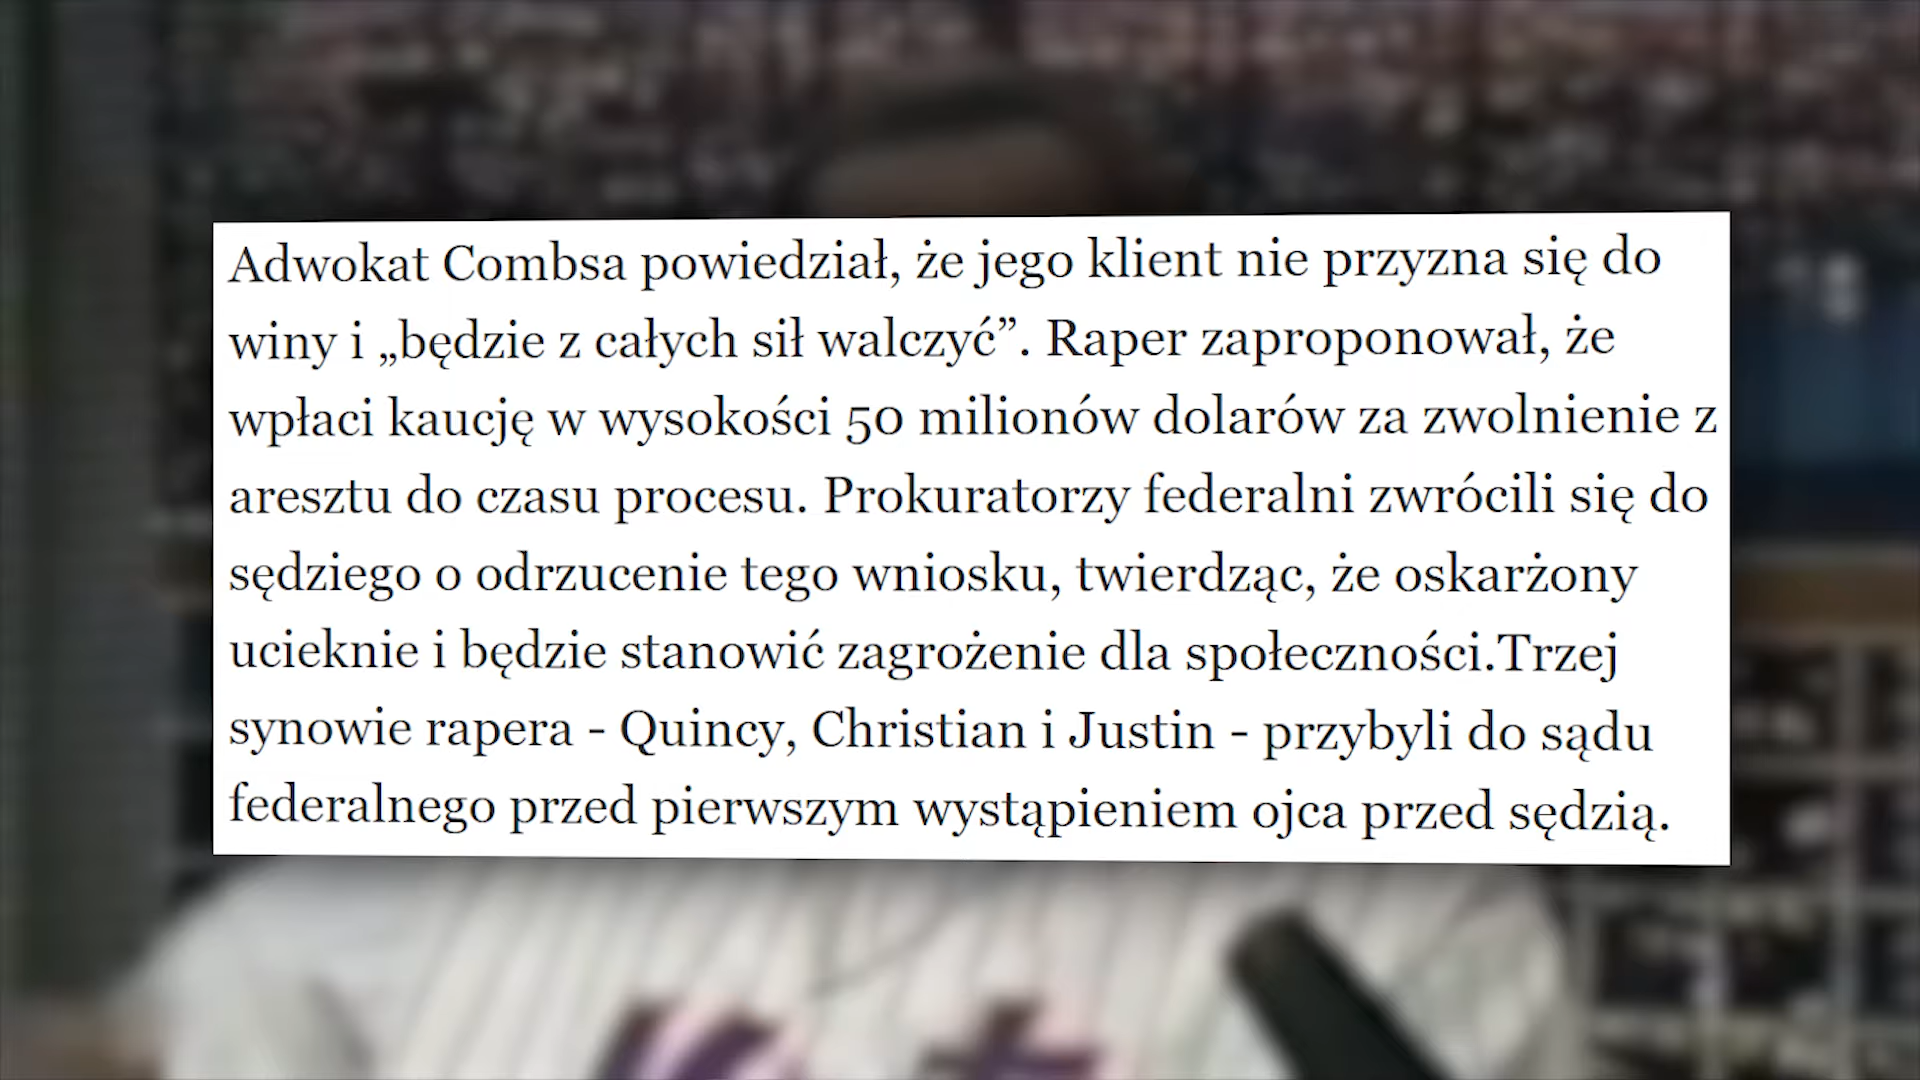 Adwokat Combsa powiedział, że jego klient nie przyzna się do
winy i „będzie z całych sił walczyć”. Raper zaproponował, że
wpłaci kaucję w wysokości 50 milionów dolarów za zwolnienie z
aresztu do czasu procesu. Prokuratorzy federalni zwrócili się do
sędziego o odrzucenie tego wniosku, twierdząc, że oskarżony
ucieknie i będzie stanowić zagrożenie dla społeczności.Trzej
synowie rapera - Quincy, Christian i Justin - przybyli do sądu
federalnego przed pierwszym wystąpieniem ojca przed sędzią.